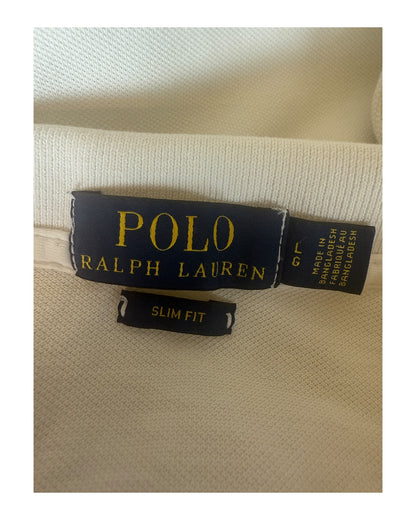 POLO
RALPH LAUREN
SLIM FIT
L
G
MADE IN
BANGLADESH
FABRIQUÉ AU
BANGLADESH